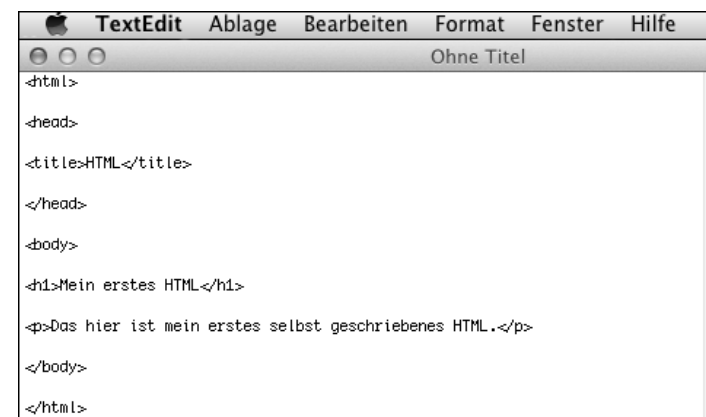 TextEdit Ablage Bearbeiten Format Fenster Hilfe
Ohne Titel
<html>
<head>
<title>HTML</title>
</head>
<body>
<h1>Mein erstes HTML</h1>
<p>Das hier ist mein erstes selbst geschriebenes HTML.</p>
</body>
</html>